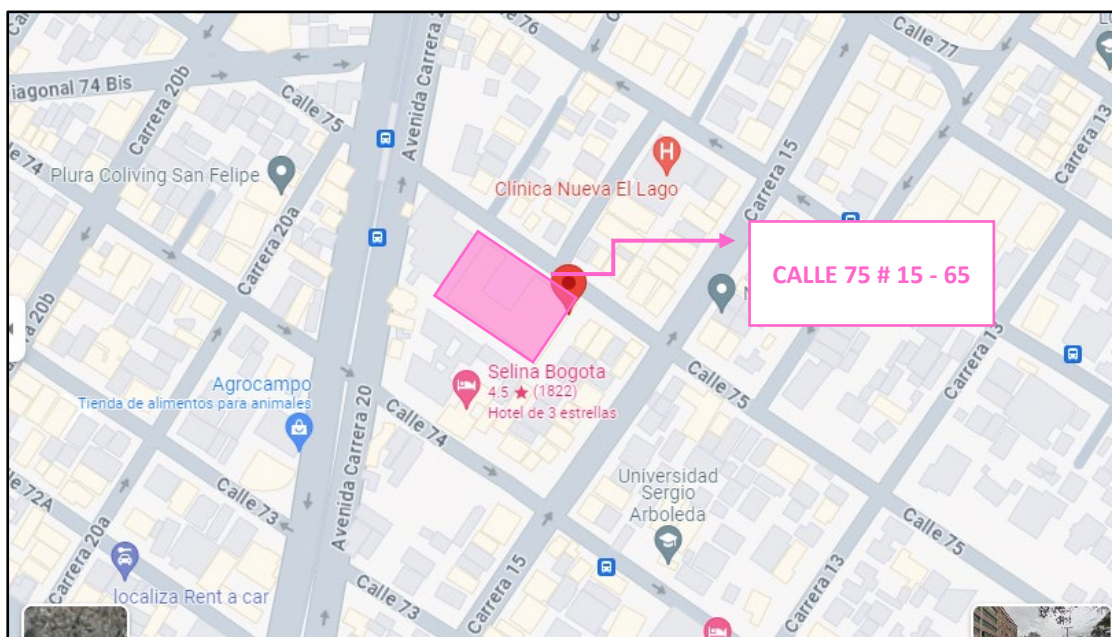 Calle 76
Calle 77
Diagonal 74 Bis
Carrera 20b
Calle 75
Avenida Carrera
Carrera 13
Carrera 15
Plura Coliving San Felipe
Clínica Nueva El Lago
H
Carrera 20a
CALLE 75 # 15 - 65
Carrera 20b
Selina Bogota
4.5 ★ (1822)
Hotel de 3 estrellas
Agrocampo
Tienda de alimentos para animales
Calle 75
Carrera 13
Calle 74
Avenida Carrera 20
Universidad
Sergio
Arboleda
Calle 73
Calle 75
Carrera 20a
Carrera 15
Carrera 13
localiza Rent a car
Calle 73